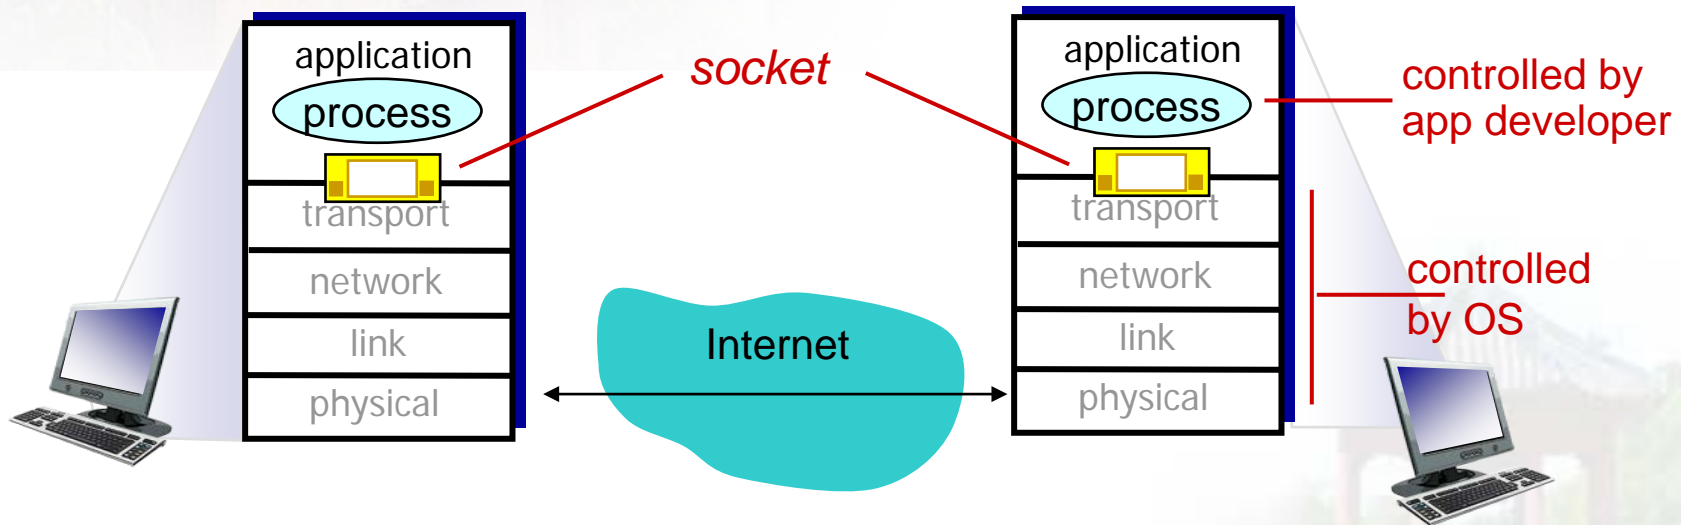 application
process
transport
network
link
physical
socket
Internet
application
process
transport
network
link
physical
controlled by
app developer
controlled
by OS